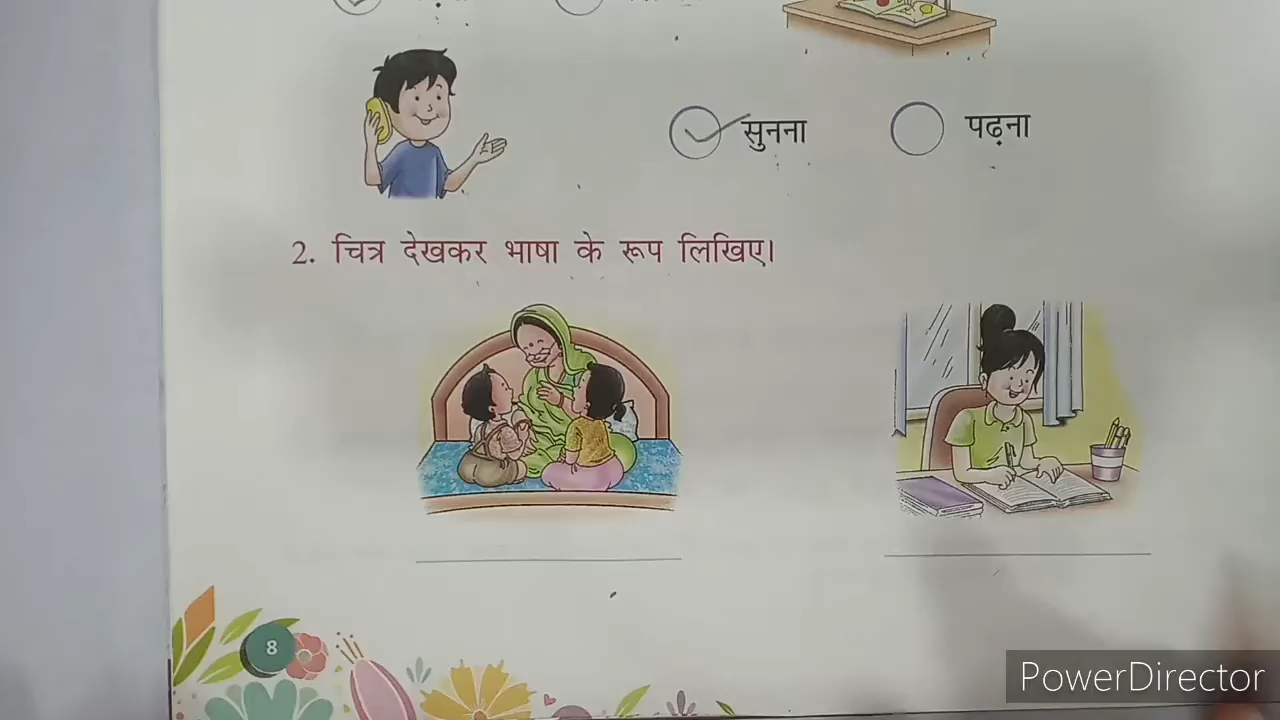 सुनना पढ़ना
2. चित्र देखकर भाषा के रूप लिखिए।
8
PowerDirector